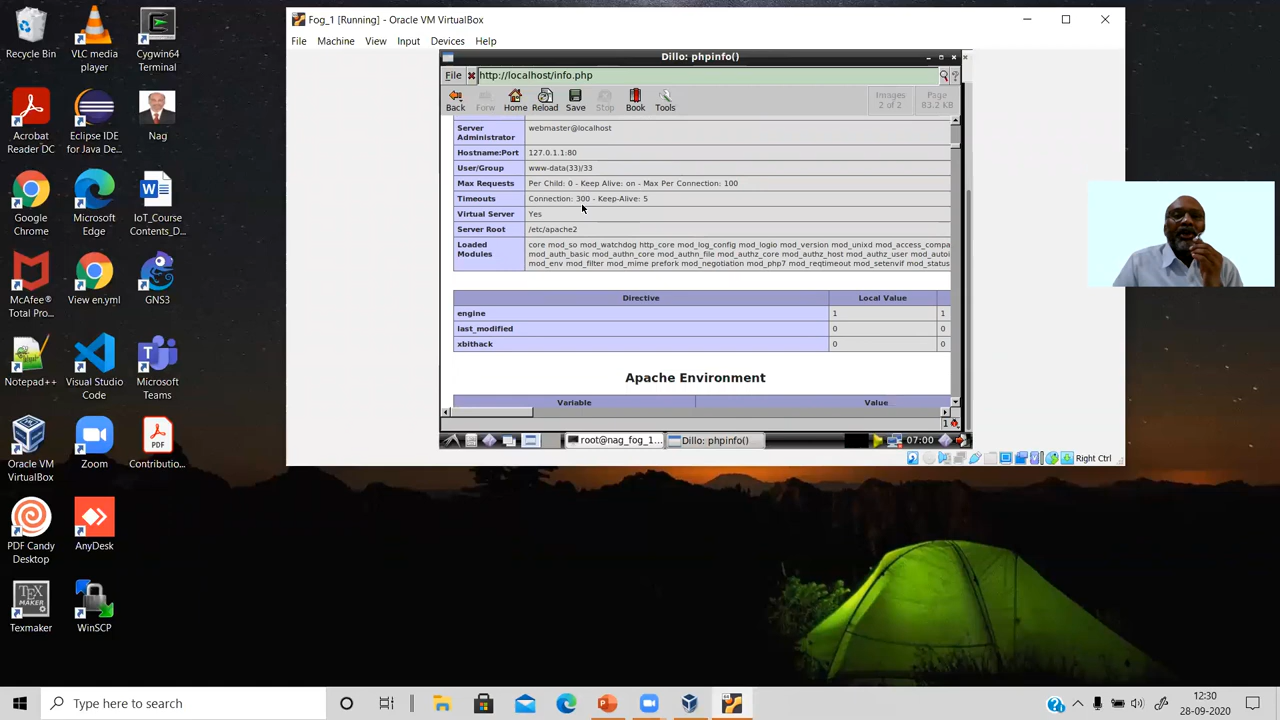 Fog_1 [Running] - Oracle VM VirtualBox
File Machine View Input Devices Help
Dillo: phpinfo()
File http://localhost/info.php
Back Forw Home Reload Save Stop Book Tools
Images
2 of 2
Page
83.2 KB
Server
Administrator
webmaster@localhost
Hostname:Port 127.0.1.1:80
User/Group www-data(33)/33
Max Requests Per Child: 0 - Keep Alive: on - Max Per Connection: 100
Timeouts Connection: 300 - Keep-Alive: 5
Virtual Server Yes
Server Root /etc/apache2
Loaded
Modules
core mod_so mod_watchdog http_core mod_log_config mod_logio mod_version mod_unixd mod_access_compa
mod_auth_basic mod_authn_core mod_authn_file mod_authz_core mod_authz_host mod_authz_user mod_autoi
mod_env mod_filter mod_mime prefork mod_negotiation mod_php7 mod_reqtimeout mod_setenvif mod_status
Directive Local Value
engine 1 1
last_modified 0 0
xbithack 0 0
Apache Environment
Variable Value
1
root@nag_fog_1... Dillo: phpinfo() 07:00
Right Ctrl
Recycle Bin
VLC media
player
Cygwin64
Terminal
Acrobat
Reader DC
Eclipse IDE
Nag
Google
Chrome
Microsoft
Edge
IoT_Course
Contents_D...
McAfee®
Total Pro...
View en.yml
GNS3
Notepad++
Visual Studio
Code
Microsoft
Teams
Oracle VM
VirtualBox
Zoom
PDF
Contributio...
PDF Candy
Desktop
AnyDesk
TEX
MAKER
Texmaker
WinSCP
Type here to search
12:30
28-09-2020